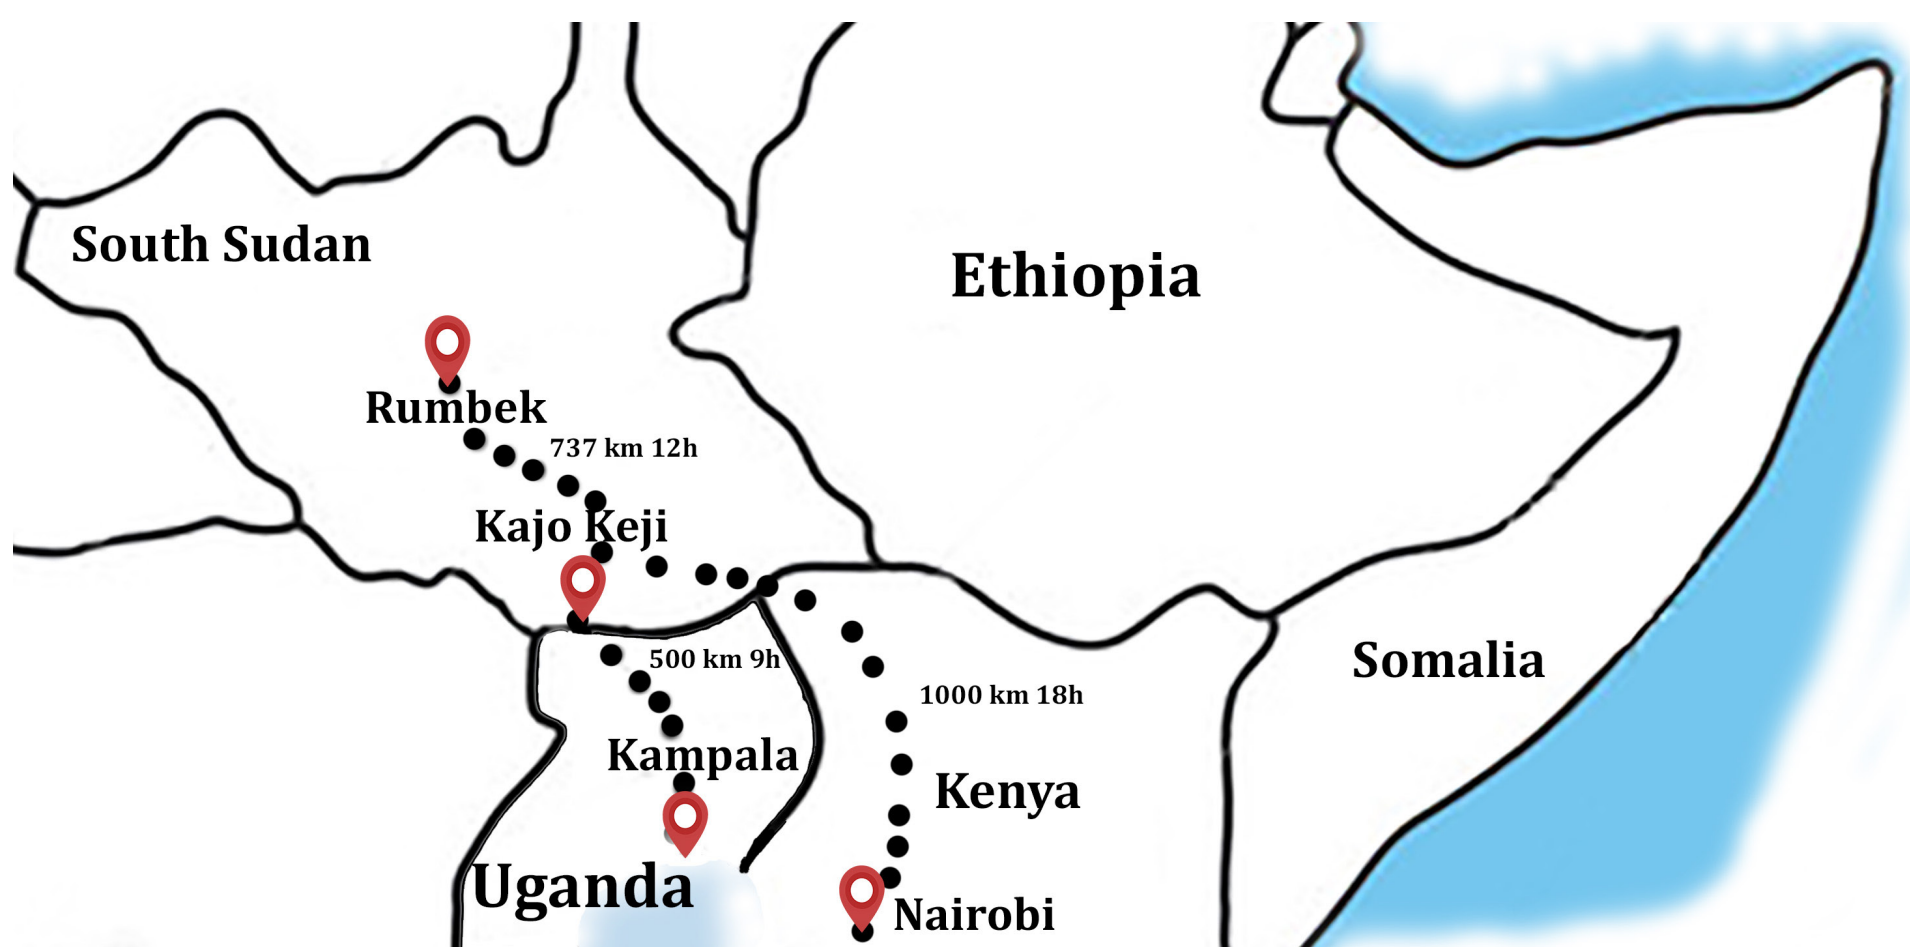 South Sudan
Ethiopia
Rumbek
737 km 12h
Kajo Keji
500 km 9h
Somalia
1000 km 18h
Kampala
Kenya
Uganda
Nairobi